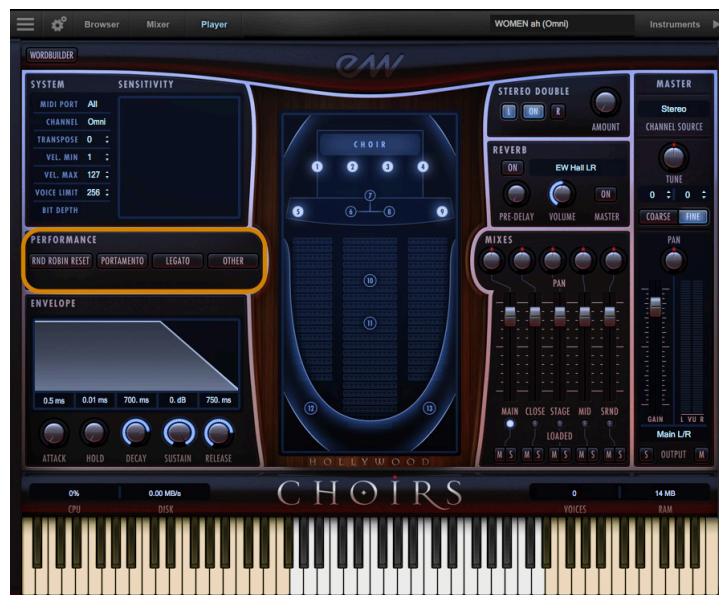 Browser Mixer Player WOMEN ah (Omni) Instruments
WORDBUILDER
EW
SYSTEM SENSITIVITY
MIDI PORT All
CHANNEL Omni
TRANSPOSE 0
VEL. MIN 1
VEL. MAX 127
VOICE LIMIT 256
BIT DEPTH
PERFORMANCE
RND ROBIN RESET PORTAMENTO LEGATO OTHER
ENVELOPE
0.5 ms 0.01 ms 700. ms 0. dB 750. ms
ATTACK HOLD DECAY SUSTAIN RELEASE
CHOIR
1 2 3 4
7
5 6 8 9
10
11
12 13
HOLLYWOOD
CHOIRS
STEREO DOUBLE
L ON R
AMOUNT
REVERB
ON EW Hall LR
ON
PRE-DELAY VOLUME MASTER
MIXES
PAN
MAIN CLOSE STAGE MID SRND
LOADED
M S M S M S M S M S
MASTER
Stereo
CHANNEL SOURCE
TUNE
0 0
COARSE FINE
PAN
GAIN L VU R
Main L/R
S OUTPUT M
0% 0.00 MB/s
CPU DISK
0 14 MB
VOICES RAM